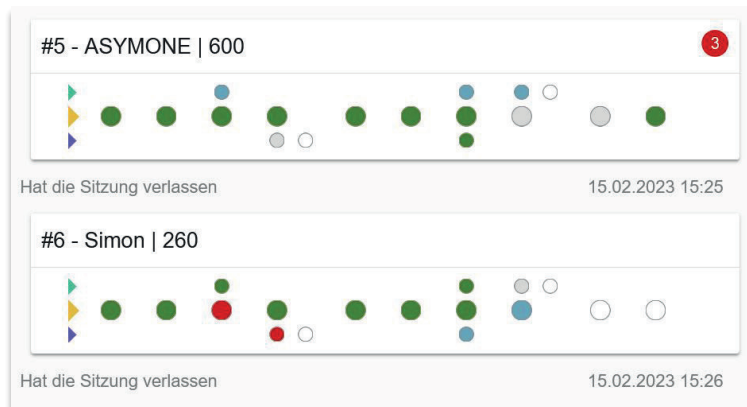 #5 - ASYMONE | 600
3
Hat die Sitzung verlassen
15.02.2023 15:25
#6 - Simon | 260
Hat die Sitzung verlassen
15.02.2023 15:26